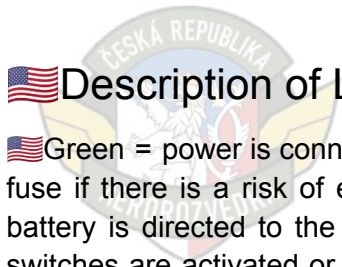 ČESKÁ REPUBLIKA
🇺🇸Description of L
🇺🇸Green = power is conn
fuse if there is a risk of e
battery is directed to the
switches are activated or